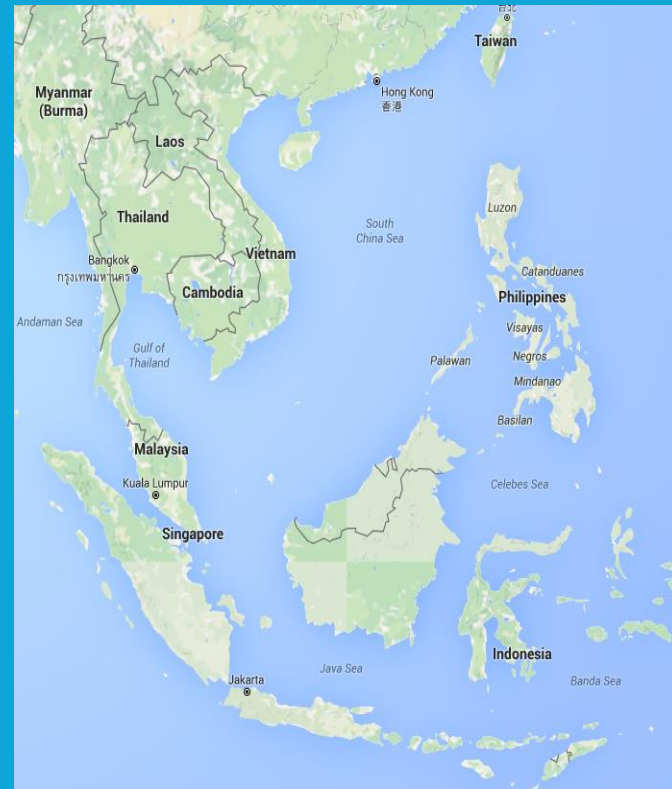 台北
Taiwan
Myanmar
(Burma)
Hong Kong
香港
Laos
Luzon
Thailand
South
China Sea
Vietnam
Bangkok
กรุงเทพมหานคร
Catanduanes
Cambodia
Philippines
Andaman Sea
Visayas
Gulf of
Thailand
Negros
Palawan
Mindanao
Basilan
Malaysia
Kuala Lumpur
Celebes Sea
Singapore
Indonesia
Java Sea
Jakarta
Banda Sea